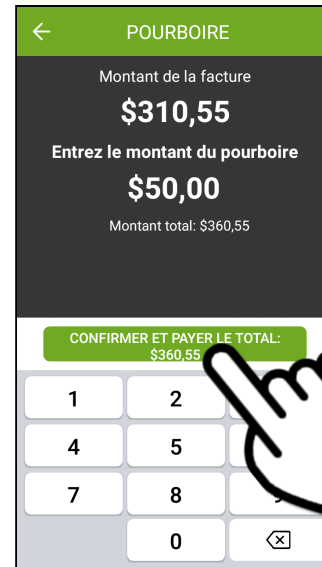 POURBOIRE
Montant de la facture
$310,55
Entrez le montant du pourboire
$50,00
Montant total: $360,55
CONFIRMER ET PAYER LE TOTAL:
$360,55
1 2
4 5
7 8
0